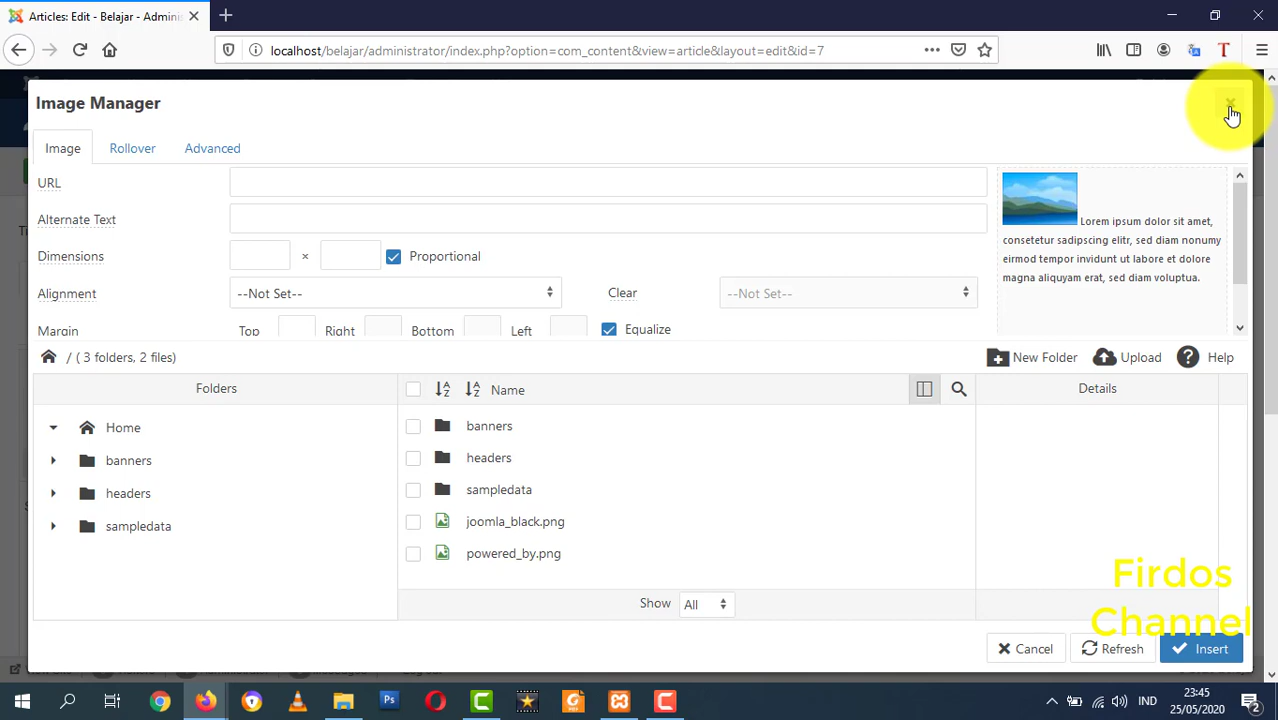 Articles: Edit - Belajar - Adminis
localhost/belajar/administrator/index.php?option=com_content&view=article&layout=edit&id=7
Image Manager
Image Rollover Advanced
URL
Alternate Text
Dimensions × Proportional
Lorem ipsum dolor sit amet,
consetetur sadipscing elitr, sed diam nonumy
eirmod tempor invidunt ut labore et dolore
magna aliquyam erat, sed diam voluptua.
Alignment --Not Set-- Clear --Not Set--
Margin Top Right Bottom Left Equalize
/ ( 3 folders, 2 files) New Folder Upload Help
Folders Name Details
Home
banners
headers
sampledata
banners
headers
sampledata
joomla_black.png
powered_by.png
Show All
Firdos
Channel
Cancel Refresh Insert
IND
23:45
25/05/2020
2